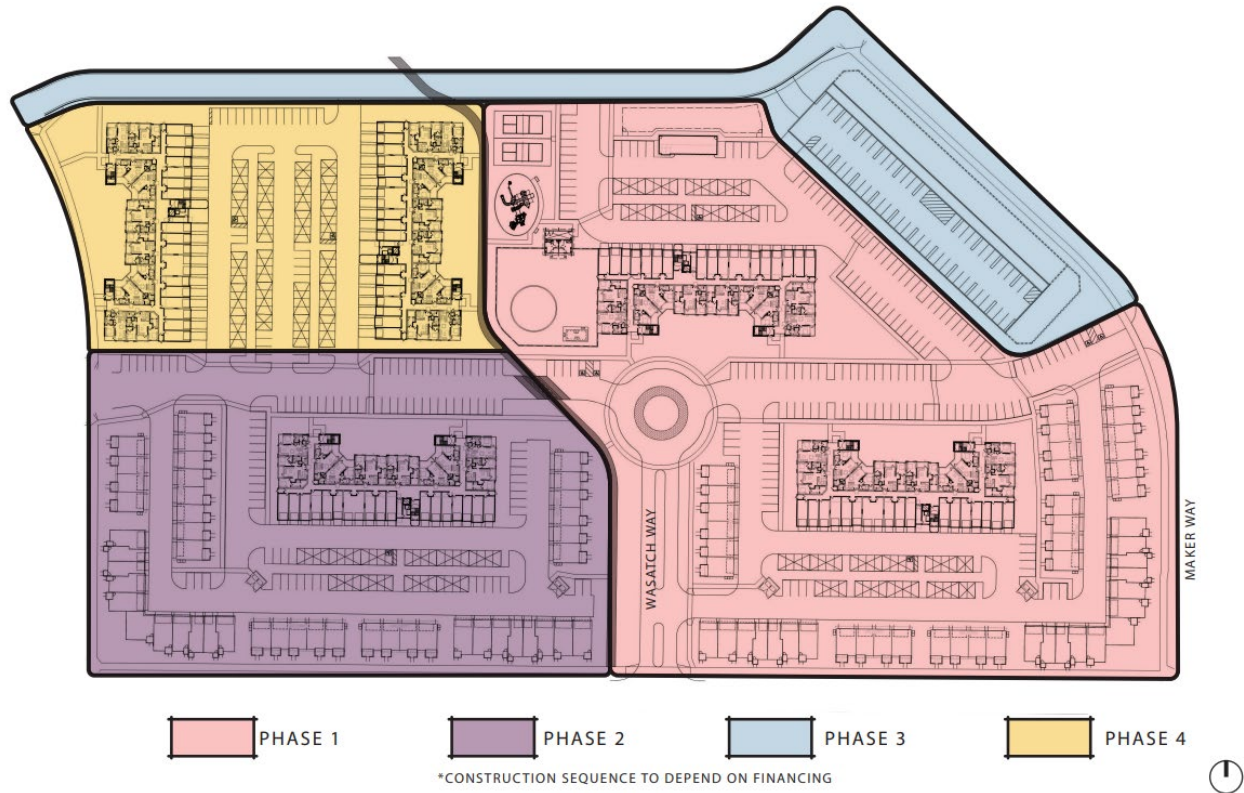 WASATCH WAY
MAKER WAY
PHASE 1
PHASE 2
PHASE 3
PHASE 4
*CONSTRUCTION SEQUENCE TO DEPEND ON FINANCING